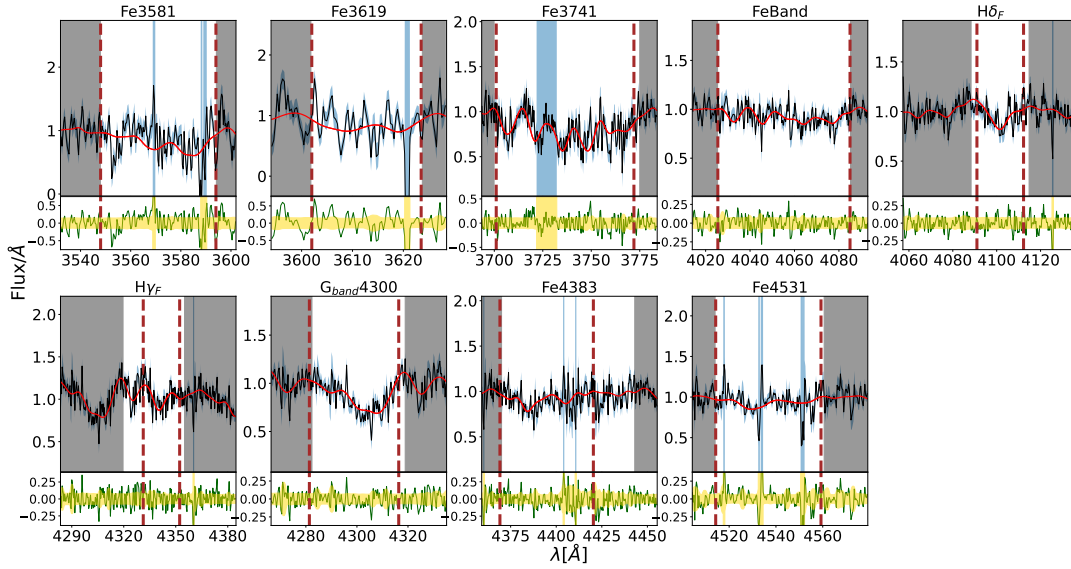 Fe3581 Fe3619 Fe3741 FeBand Hδ_F
2 1 0 2 1 0 2.0 1.5 1.0 0.5 2.0 1.5 1.0 0.5 1.5 1.0 0.5
0.5 0.0 −0.5 0.5 0.0 −0.5 0.5 0.0 −0.5 0.25 0.00 −0.25 0.25 0.00 −0.25
3540 3560 3580 3600 3600 3610 3620 3700 3725 3750 3775 4020 4040 4060 4080 4060 4080 4100 4120
Flux/Å
Hγ_F G_band4300 Fe4383 Fe4531
2.0 1.5 1.0 0.5 1.5 1.0 0.5 2.0 1.5 1.0 0.5 2.0 1.5 1.0 0.5
0.25 0.00 −0.25 0.25 0.00 −0.25 0.25 0.00 −0.25 0.25 0.00 −0.25
4290 4320 4350 4380 4280 4300 4320 4375 4400 4425 4450 4520 4540 4560
λ[Å]